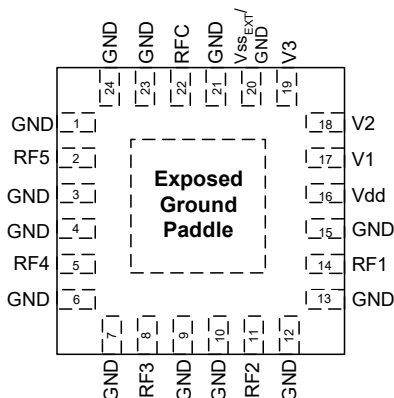 GND
GND
RFC
GND
Vss EXT/
GND
V3
24
23
22
21
20
19
GND 1
RF5 2
GND 3
GND 4
RF4 5
GND 6
Exposed
Ground
Paddle
18 V2
17 V1
16 Vdd
15 GND
14 RF1
13 GND
7
8
9
10
11
12
GND
RF3
GND
GND
RF2
GND